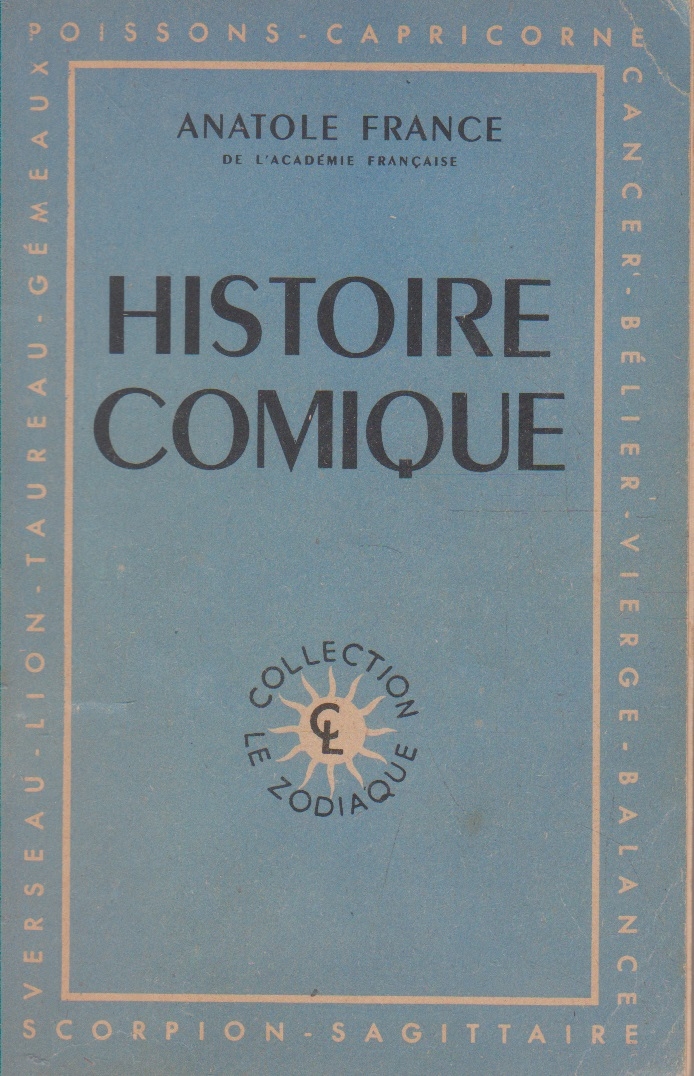 POISSONS - CAPRICORNE
CANCER - BÉLIER - VIERGE - BALANCE
VERSEAU - LION - TAUREAU - GÉMEAUX
ANATOLE FRANCE
DE L'ACADÉMIE FRANÇAISE
HISTOIRE
COMIQUE
COLLECTION
CL
LE ZODIAQUE
SCORPION - SAGITTAIRE